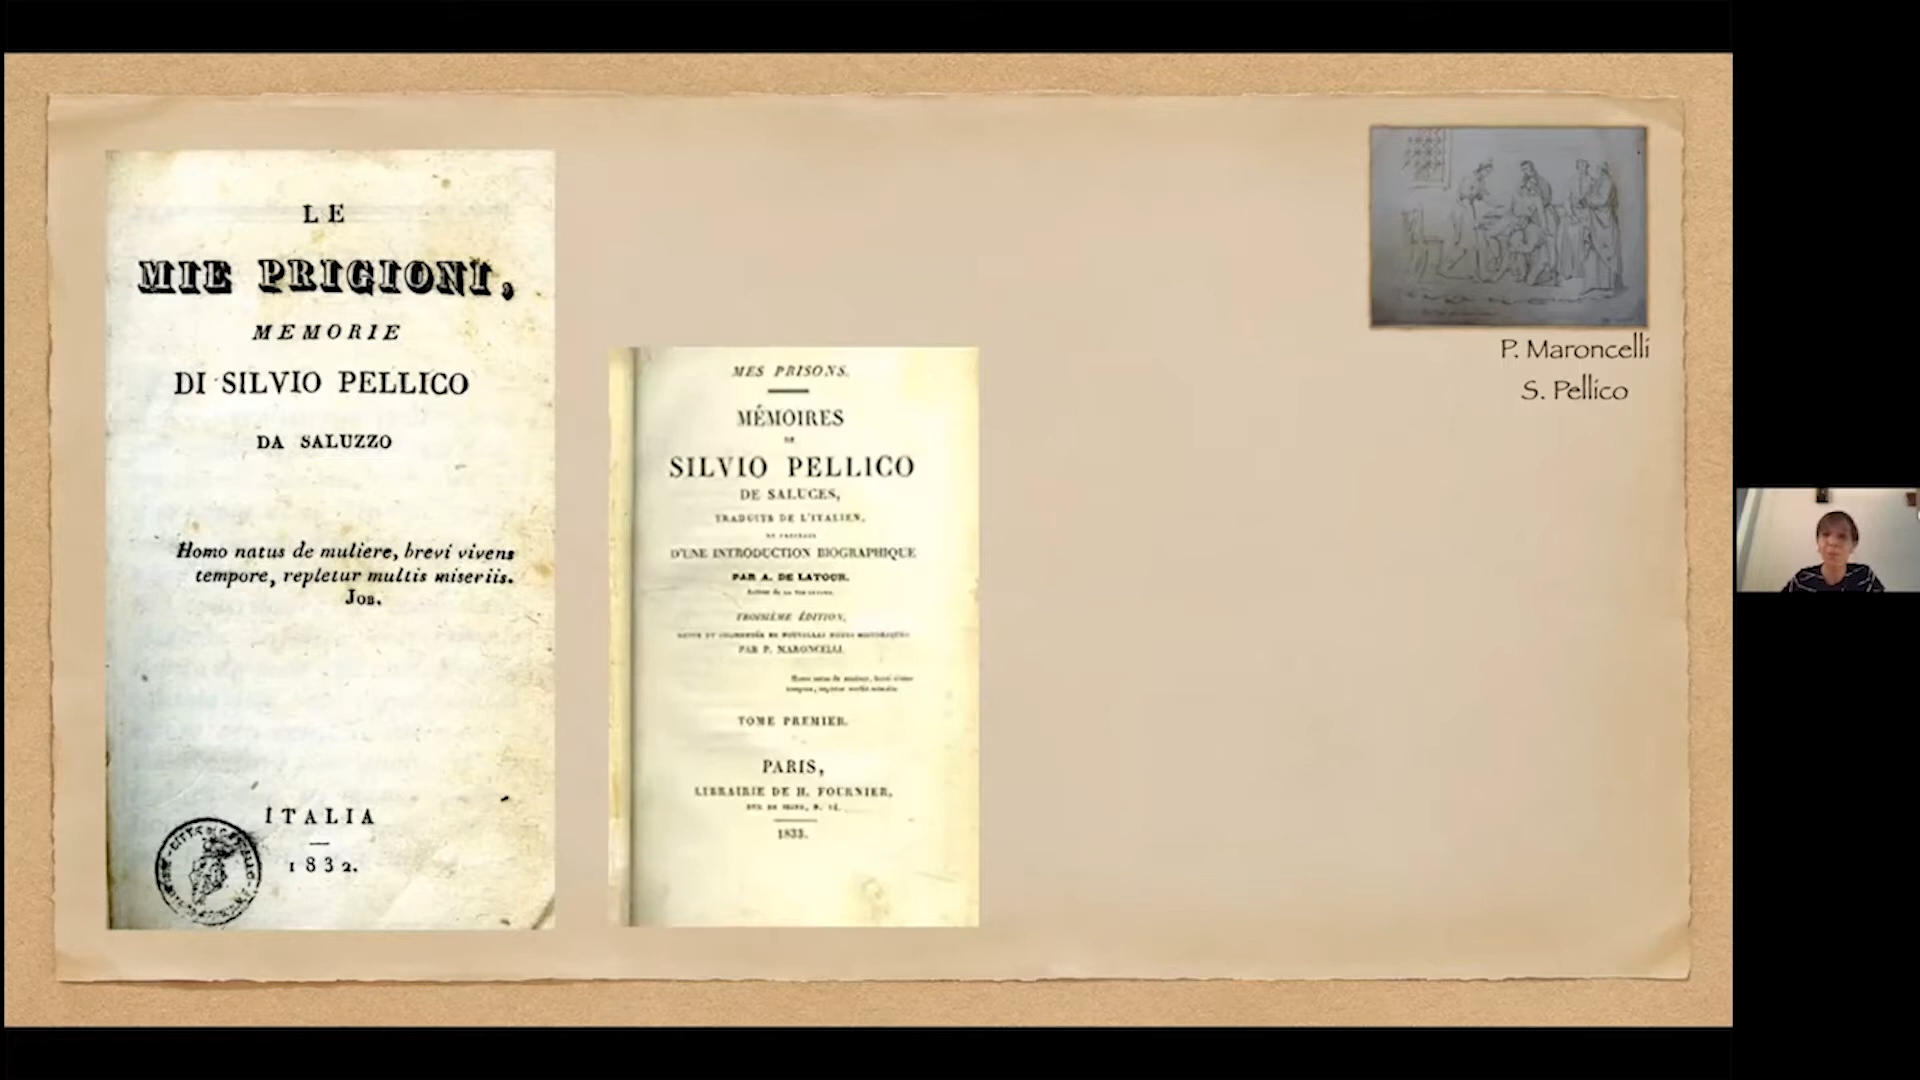 LE
MIE PRIGIONI,
MEMORIE
DI SILVIO PELLICO
DA SALUZZO
Homo natus de muliere, brevi vivens
tempore, repletur multis miseriis.
JOB.
ITALIA
1832.
MES PRISONS.
MÉMOIRES
DE
SILVIO PELLICO
DE SALUCES,
TRADUITS DE L'ITALIEN,
D'UNE INTRODUCTION BIOGRAPHIQUE
PAR A. DE LATOUR.
TROISIÈME ÉDITION,
PAR P. MARONCELLI.
TOME PREMIER.
PARIS,
LIBRAIRIE DE H. FOURNIER,
1833.
P. Maroncelli
S. Pellico